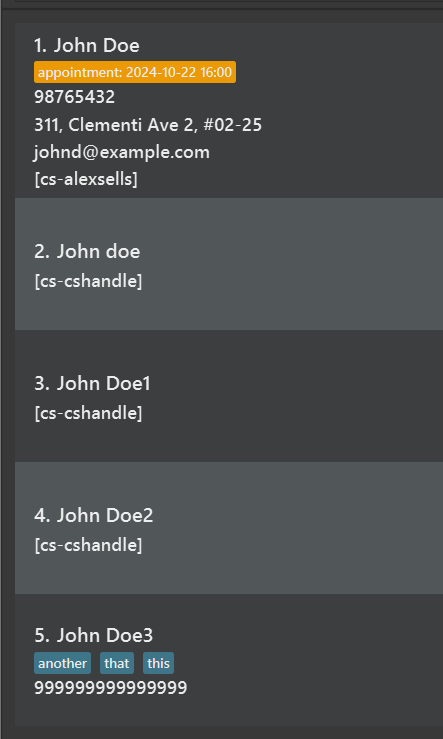 1. John Doe
appointment: 2024-10-22 16:00
98765432
311, Clementi Ave 2, #02-25
johnd@example.com
[cs-alexsells]
2. John doe
[cs-cshandle]
3. John Doe1
[cs-cshandle]
4. John Doe2
[cs-cshandle]
5. John Doe3
another that this
999999999999999